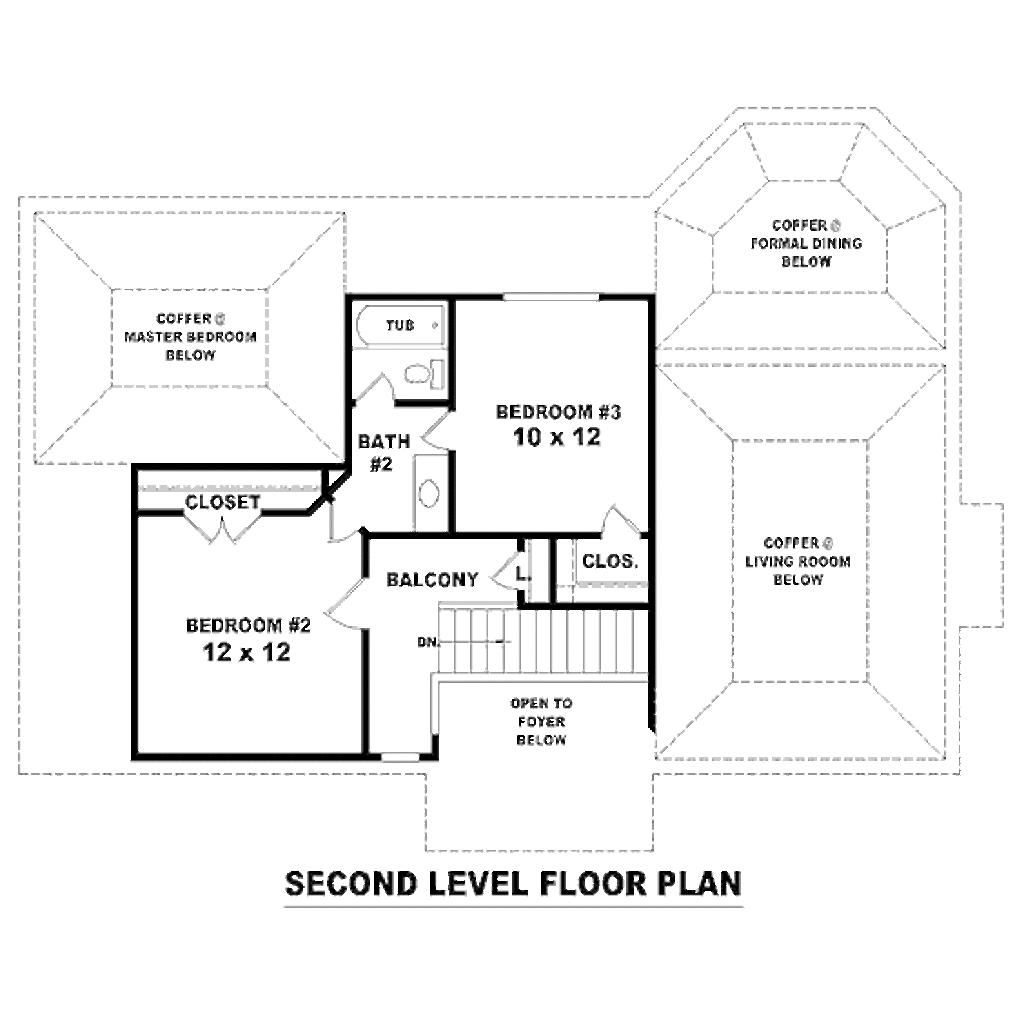 COFFER @
FORMAL DINING
BELOW
COFFER @
MASTER BEDROOM
BELOW
TUB
BEDROOM #3
10 x 12
BATH
#2
CLOSET
COFFER @
LIVING ROOOM
BELOW
CLOS.
BALCONY
L.
BEDROOM #2
12 x 12
DN.
OPEN TO
FOYER
BELOW
SECOND LEVEL FLOOR PLAN